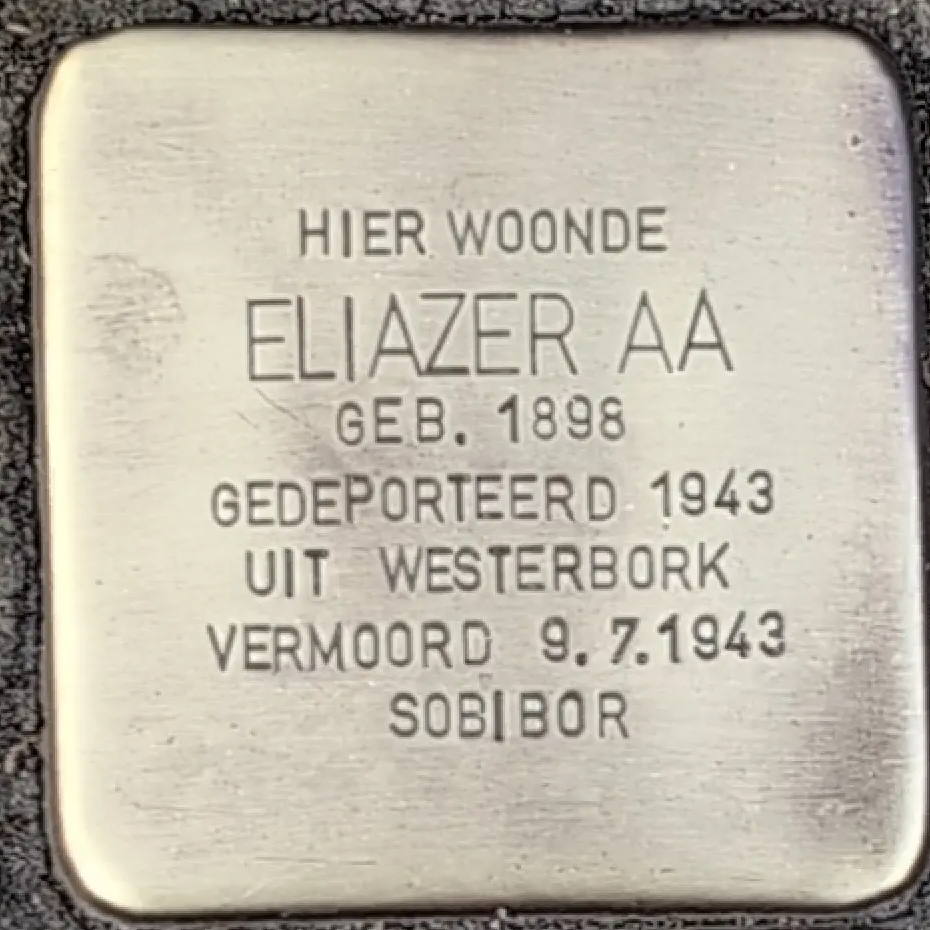 HIER WOONDE
ELIAZER AA
GEB. 1898
GEDEPORTEERD 1943
UIT WESTERBORK
VERMOORD 9.7.1943
SOBIBOR